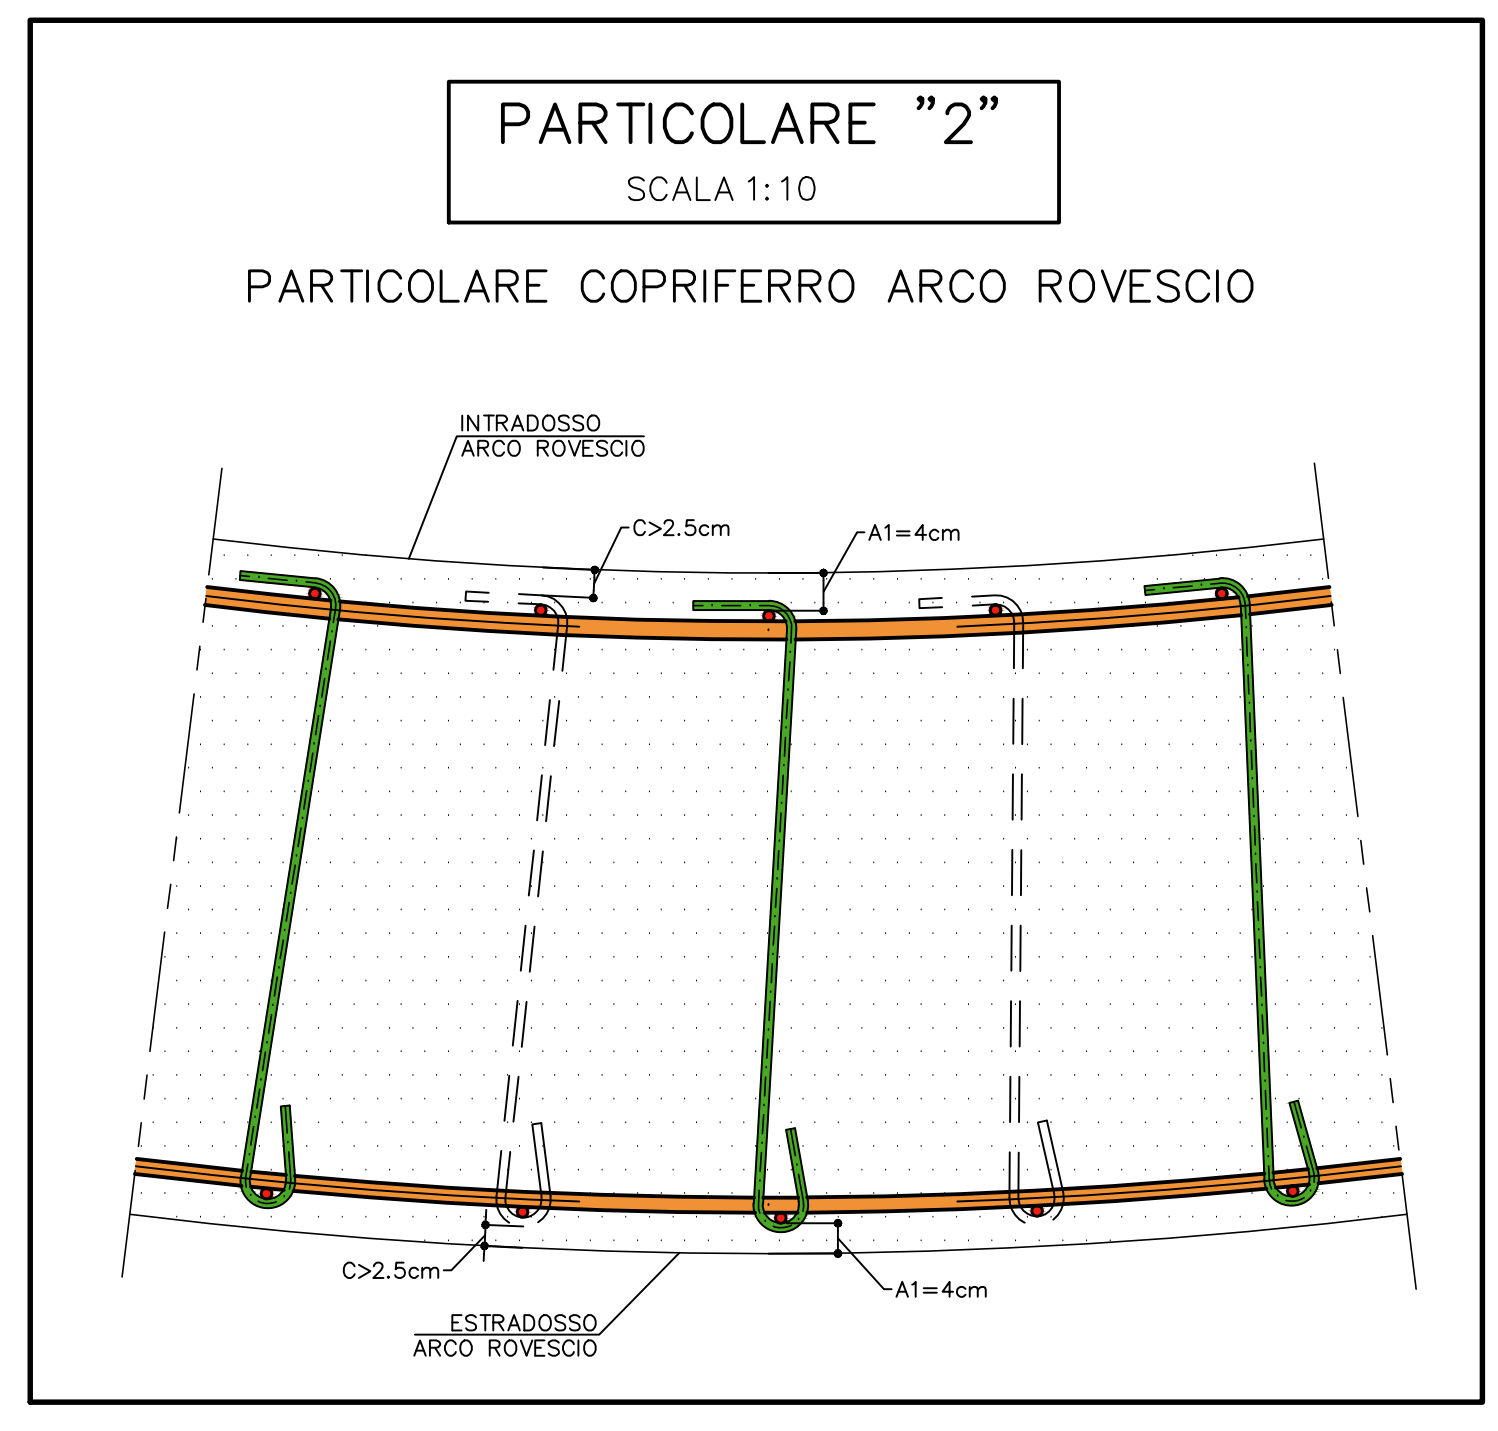 PARTICOLARE "2"
SCALA 1:10
PARTICOLARE COPRIFERRO ARCO ROVESCIO
INTRADOSSO
ARCO ROVESCIO
C>2.5cm
A1=4cm
C>2.5cm
A1=4cm
ESTRADOSSO
ARCO ROVESCIO